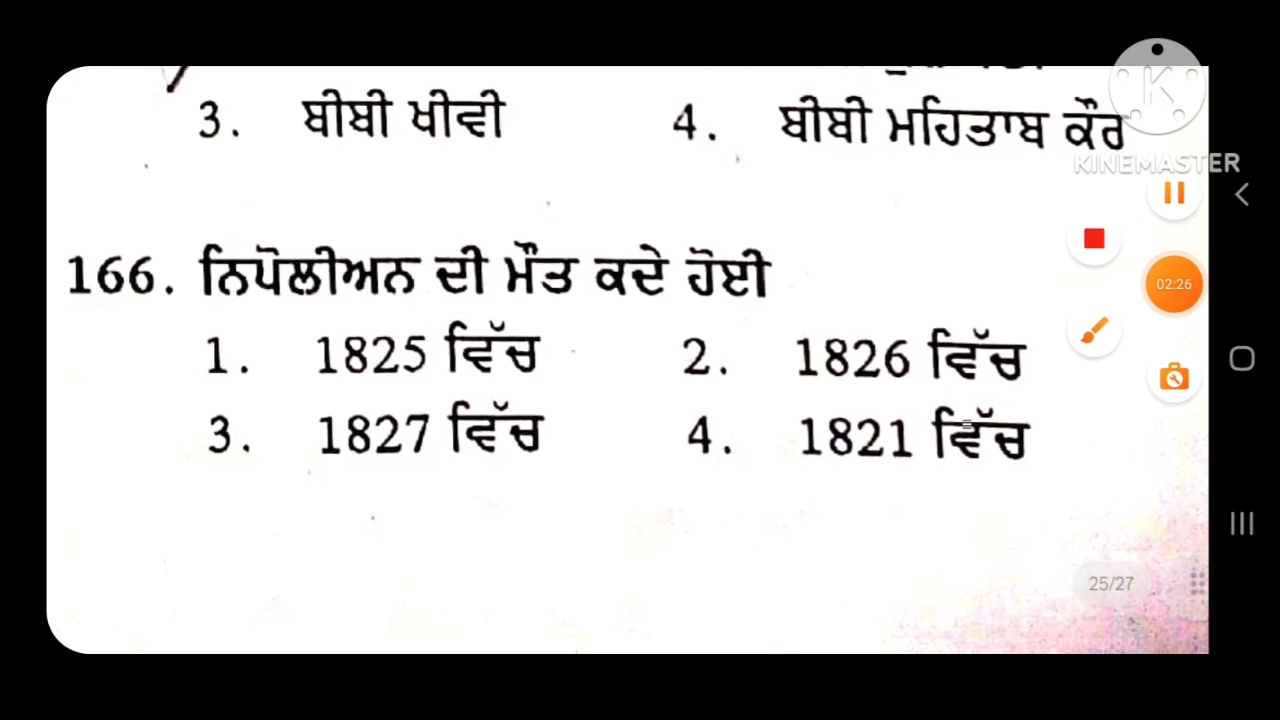 3. ਬੀਬੀ ਖੀਵੀ 4. ਬੀਬੀ ਮਹਿਤਾਬ ਕੌਰ
KINEMASTER
166. ਨਿਪੋਲੀਅਨ ਦੀ ਮੌਤ ਕਦੇ ਹੋਈ
02:26
1. 1825 ਵਿੱਚ 2. 1826 ਵਿੱਚ
3. 1827 ਵਿੱਚ 4. 1821 ਵਿੱਚ
25/27